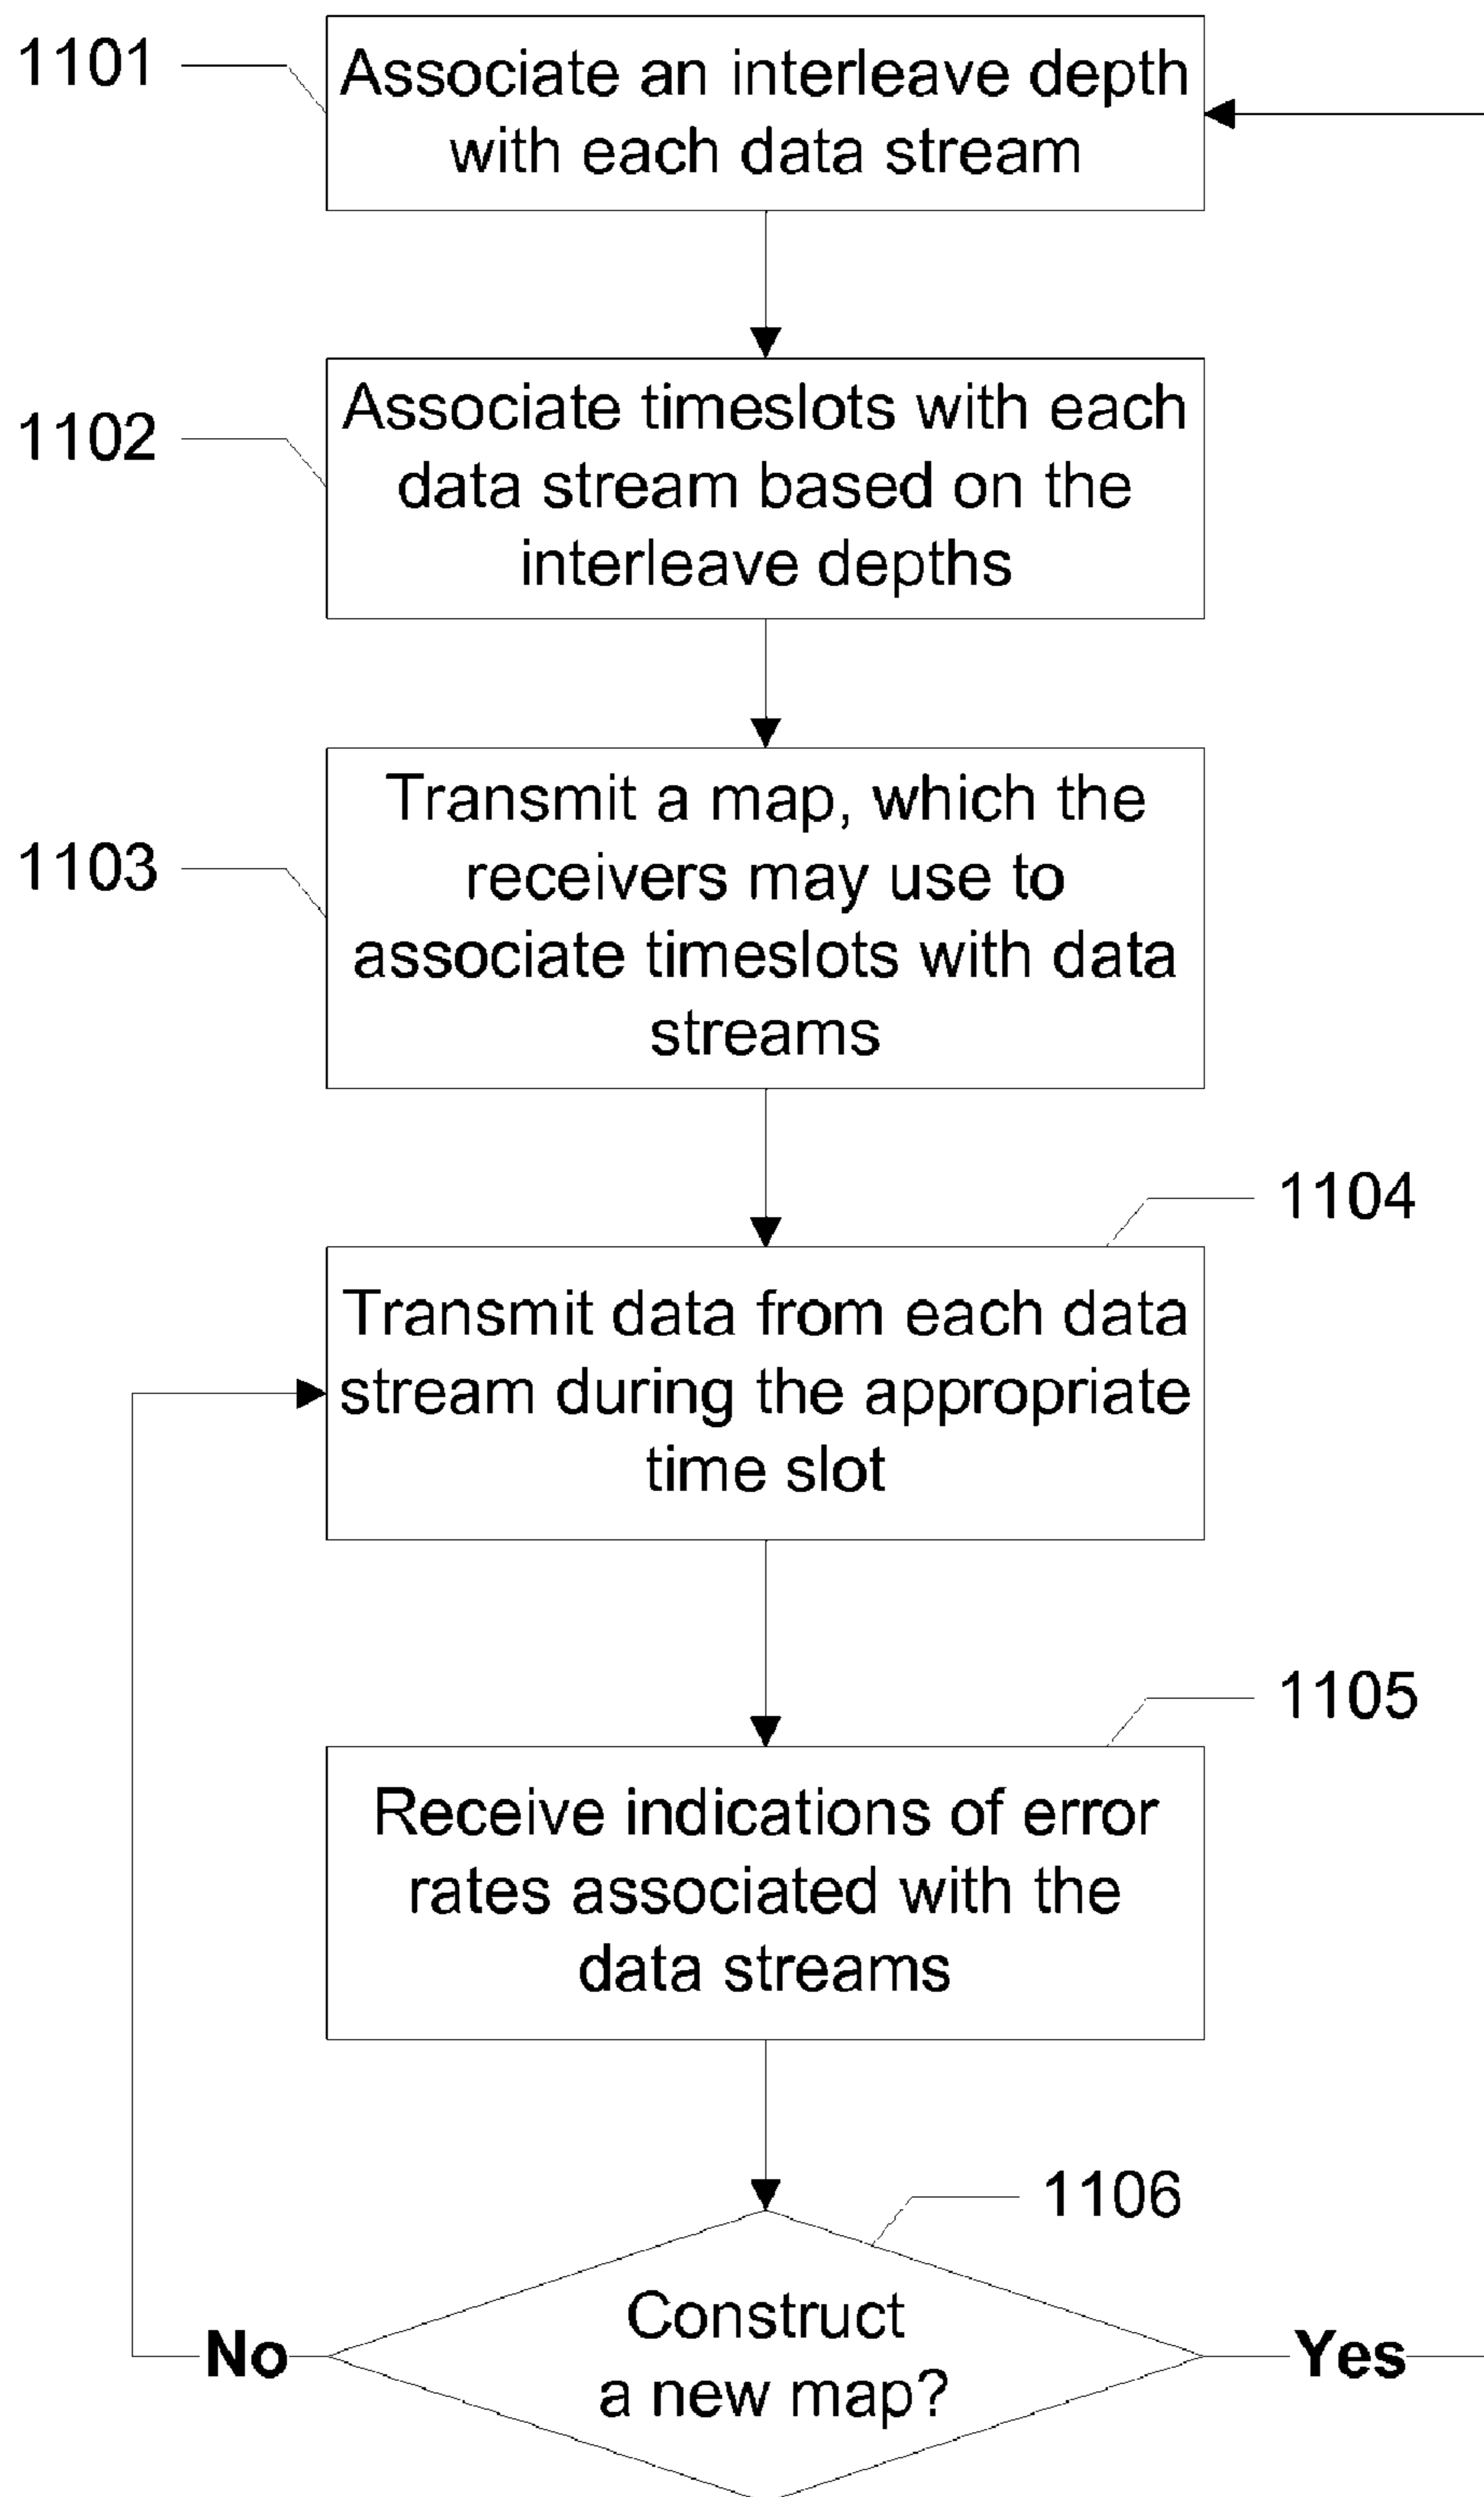 1101
Associate an interleave depth
with each data stream
1102
Associate timeslots with each
data stream based on the
interleave depths
1103
Transmit a map, which the
receivers may use to
associate timeslots with data
streams
1104
Transmit data from each data
stream during the appropriate
time slot
1105
Receive indications of error
rates associated with the
data streams
1106
Construct
a new map?
No
Yes